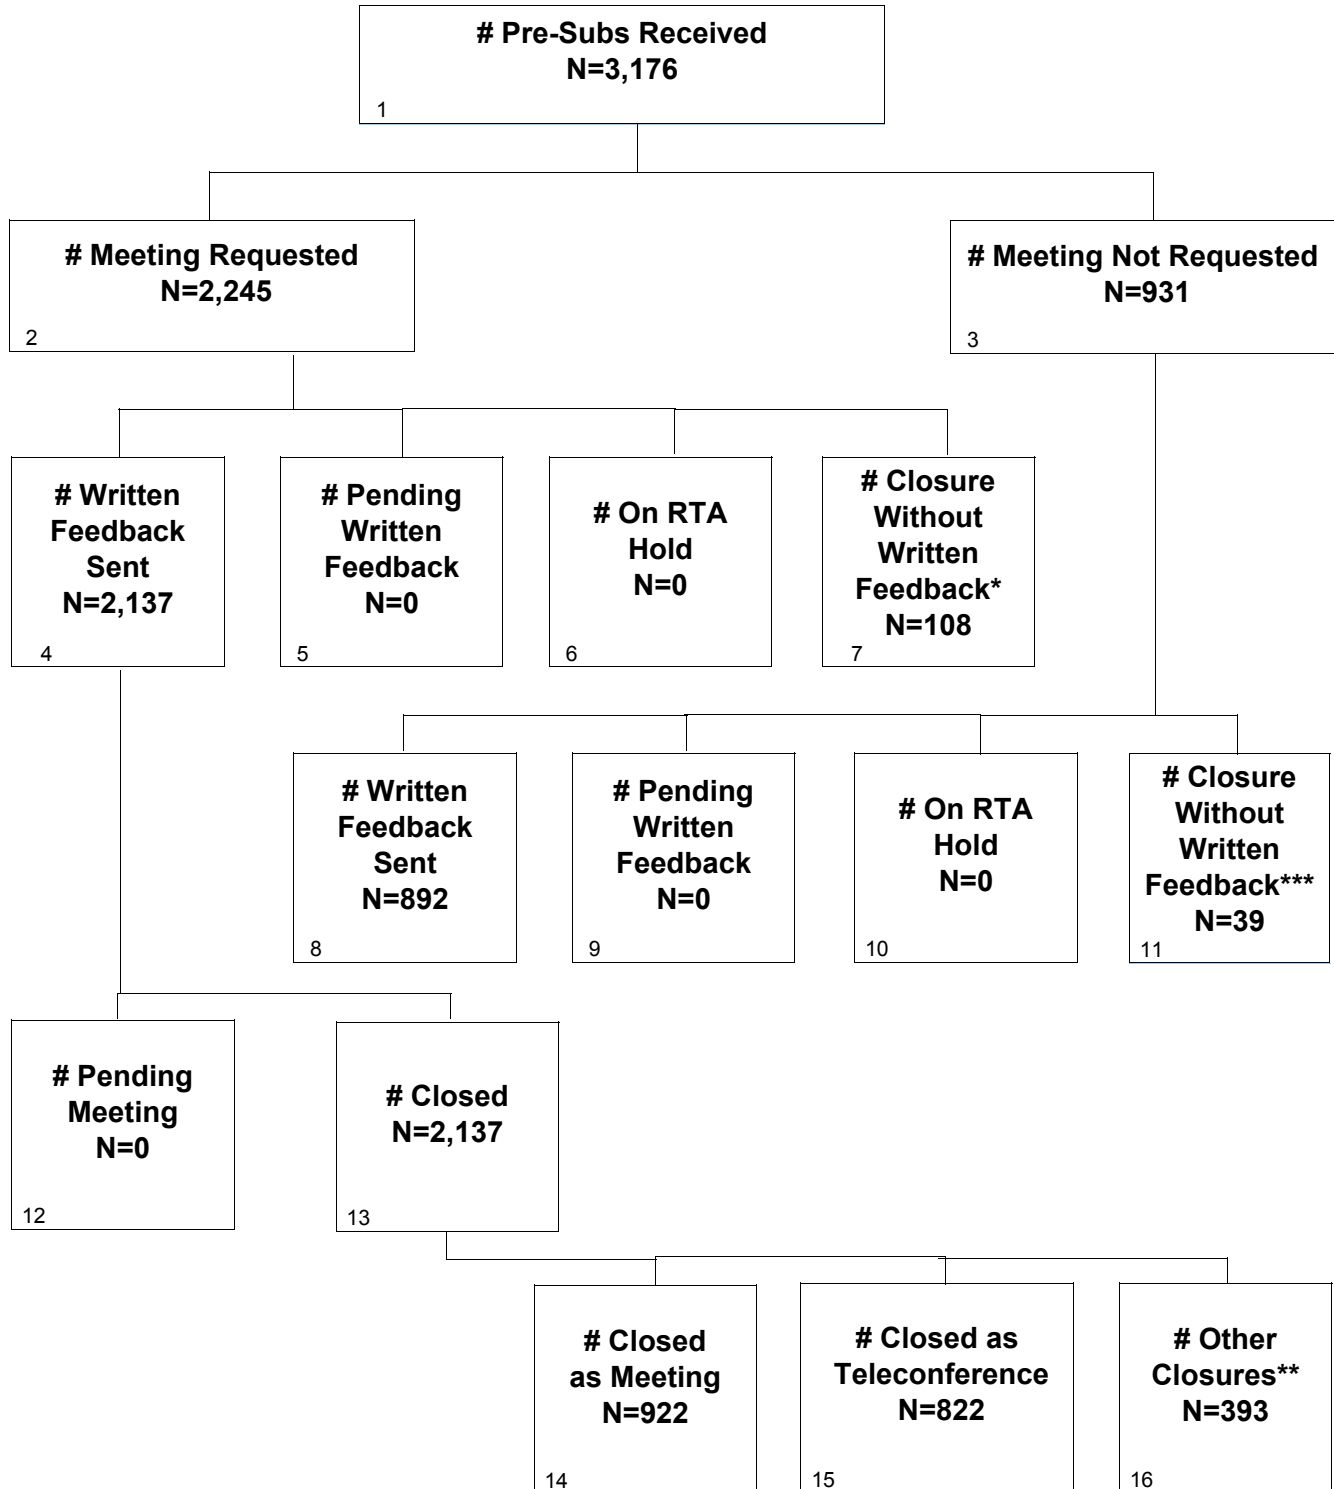 # Pre-Subs Received
N=3,176
1
# Meeting Requested
N=2,245
2
# Meeting Not Requested
N=931
3
# Written
Feedback
Sent
N=2,137
4
# Pending
Written
Feedback
N=0
5
# On RTA
Hold
N=0
6
# Closure
Without
Written
Feedback*
N=108
7
# Written
Feedback
Sent
N=892
8
# Pending
Written
Feedback
N=0
9
# On RTA
Hold
N=0
10
# Closure
Without
Written
Feedback***
N=39
11
# Pending
Meeting
N=0
12
# Closed
N=2,137
13
# Closed
as Meeting
N=922
14
# Closed as
Teleconference
N=822
15
# Other
Closures**
N=393
16